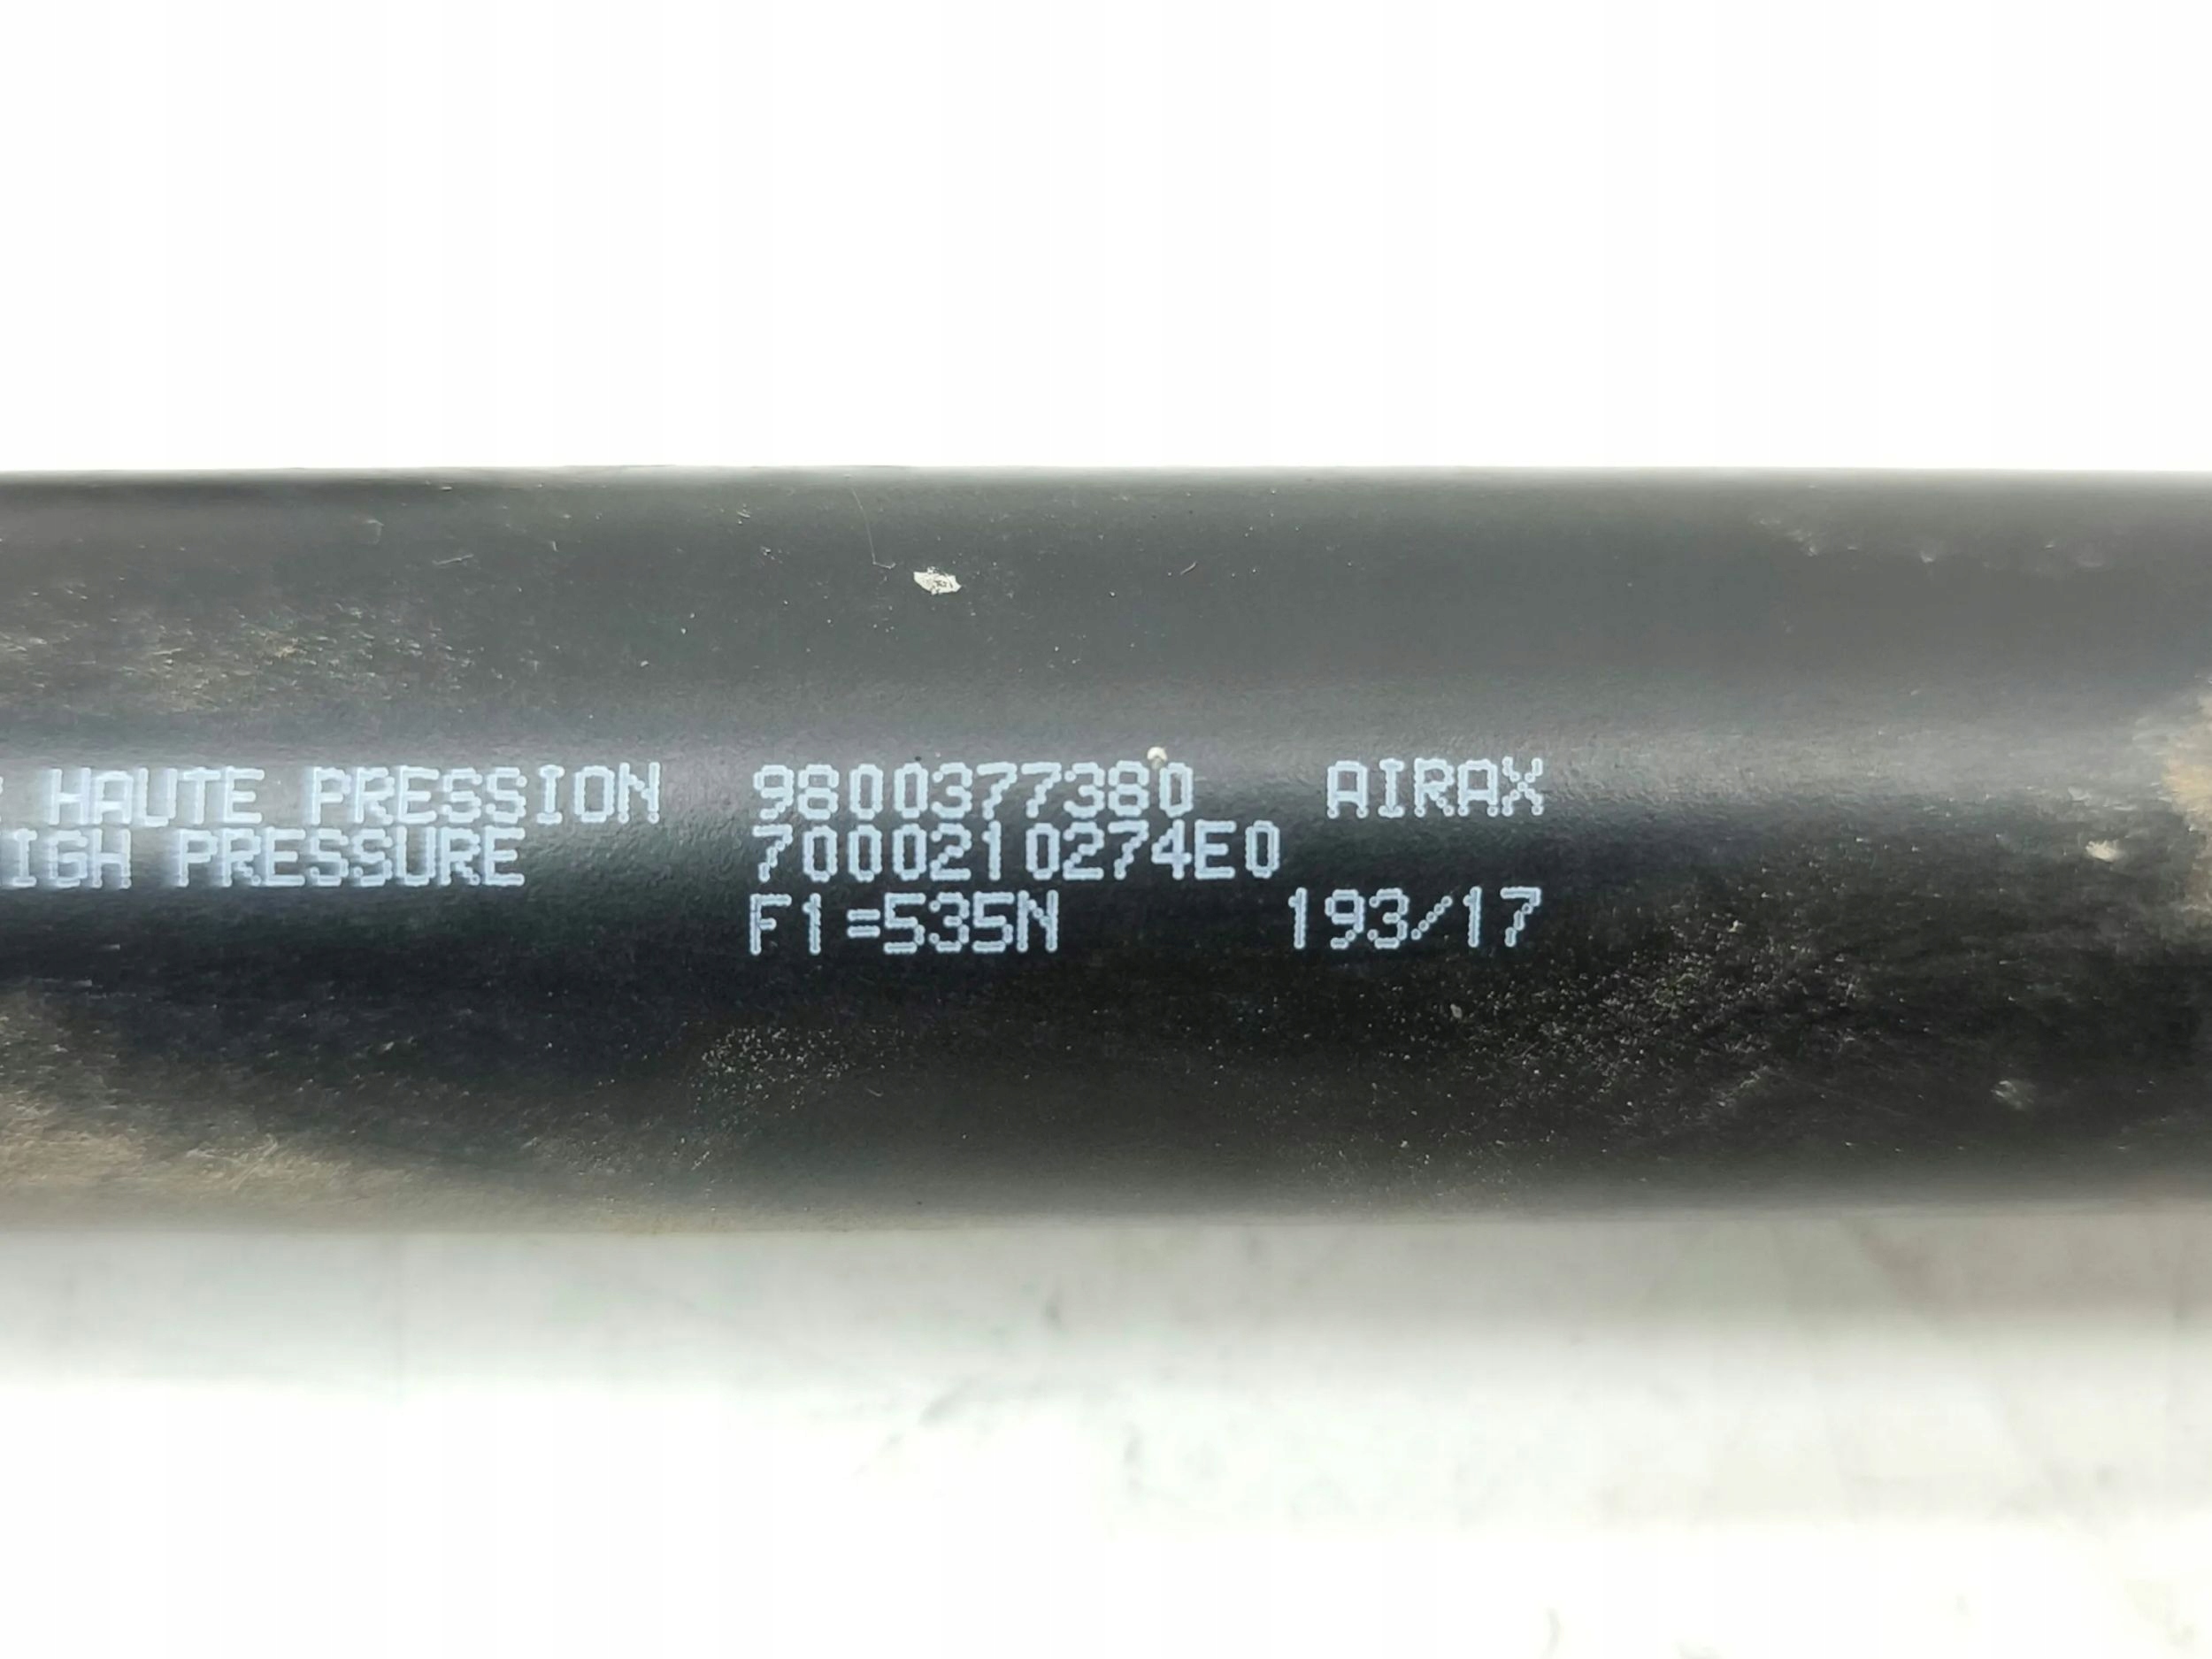 HAUTE PRESSION 9800377380 AIRAX
IGH PRESSURE 7000210274E0
F1=535N 193/17